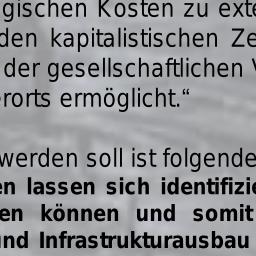 gischen Kosten zu exte
den kapitalistischen Ze
der gesellschaftlichen V
rorts ermöglicht.“
werden soll ist folgende
en lassen sich identifizie
en können und somit
und Infrastrukturausbau